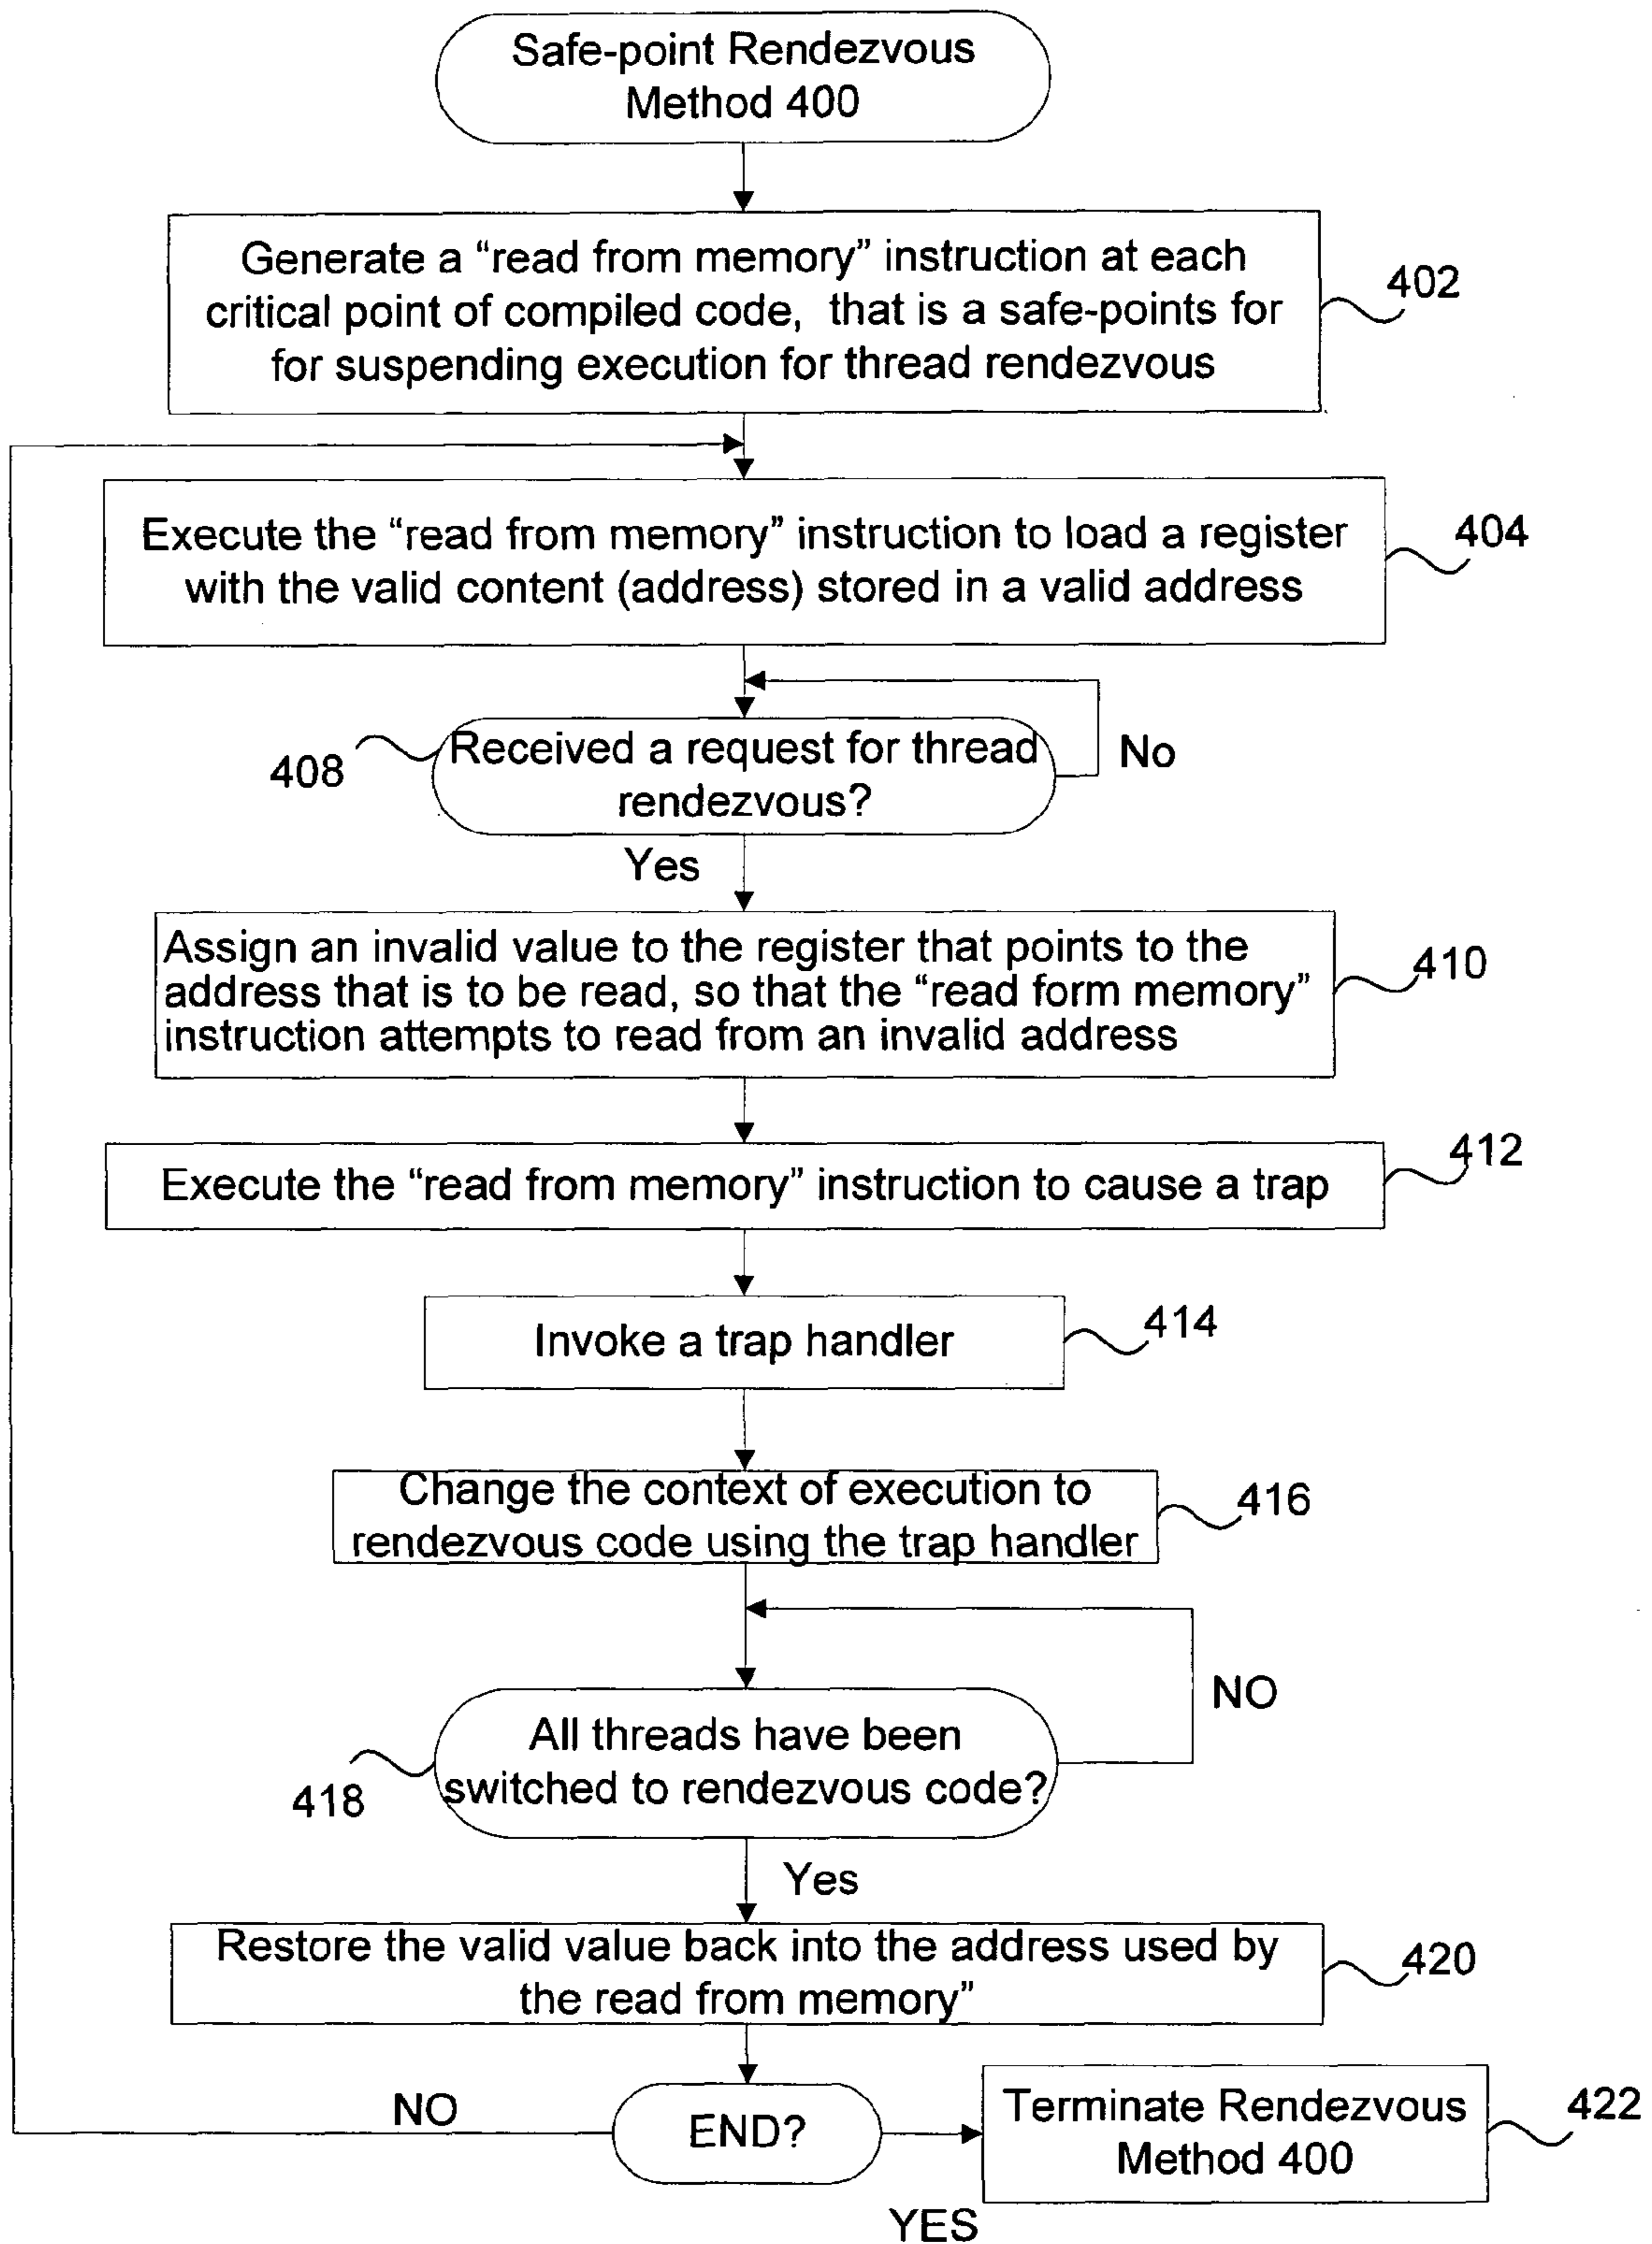 Safe-point Rendezvous
Method 400
Generate a “read from memory” instruction at each
critical point of compiled code, that is a safe-points for
for suspending execution for thread rendezvous
402
Execute the “read from memory” instruction to load a register
with the valid content (address) stored in a valid address
404
Received a request for thread
rendezvous?
408
No
Yes
Assign an invalid value to the register that points to the
address that is to be read, so that the “read form memory”
instruction attempts to read from an invalid address
410
Execute the “read from memory” instruction to cause a trap
412
Invoke a trap handler
414
Change the context of execution to
rendezvous code using the trap handler
416
All threads have been
switched to rendezvous code?
418
NO
Yes
Restore the valid value back into the address used by
the read from memory”
420
END?
NO
YES
Terminate Rendezvous
Method 400
422